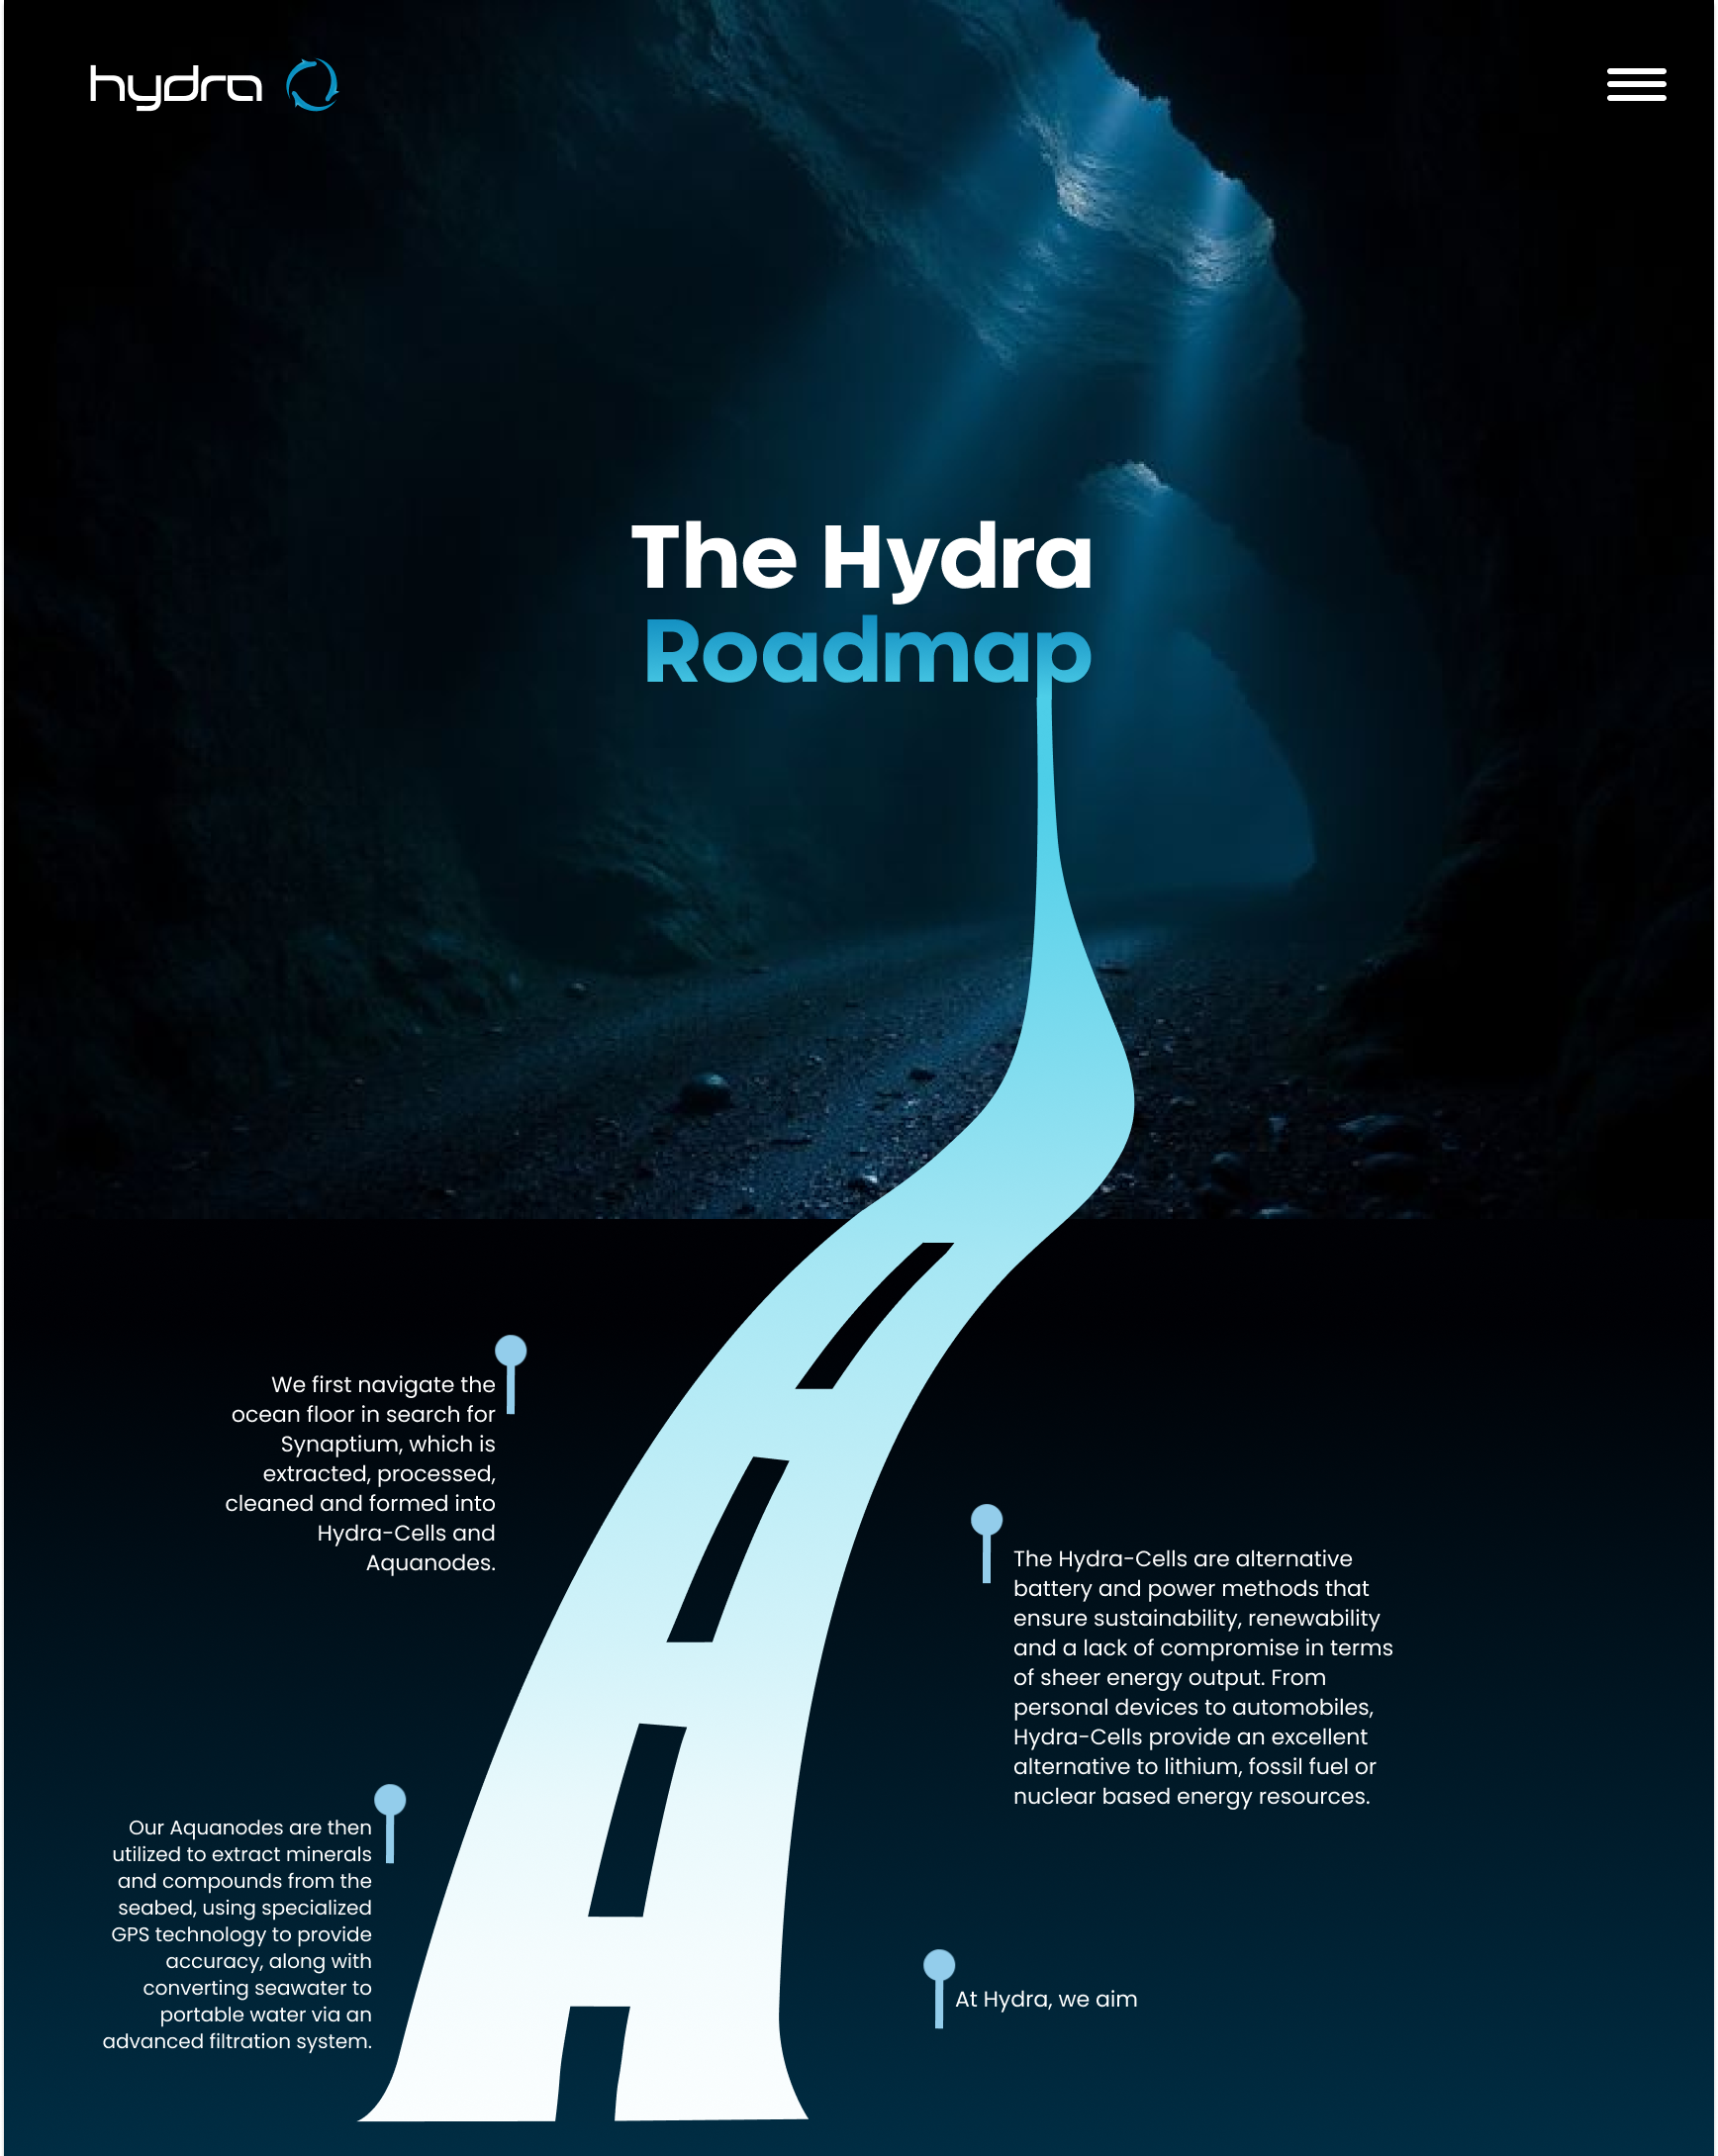 hydra
The Hydra
Roadmap
We first navigate the
ocean floor in search for
Synaptium, which is
extracted, processed,
cleaned and formed into
Hydra-Cells and
Aquanodes.
The Hydra-Cells are alternative
battery and power methods that
ensure sustainability, renewability
and a lack of compromise in terms
of sheer energy output. From
personal devices to automobiles,
Hydra-Cells provide an excellent
alternative to lithium, fossil fuel or
nuclear based energy resources.
Our Aquanodes are then
utilized to extract minerals
and compounds from the
seabed, using specialized
GPS technology to provide
accuracy, along with
converting seawater to
portable water via an
advanced filtration system.
At Hydra, we aim